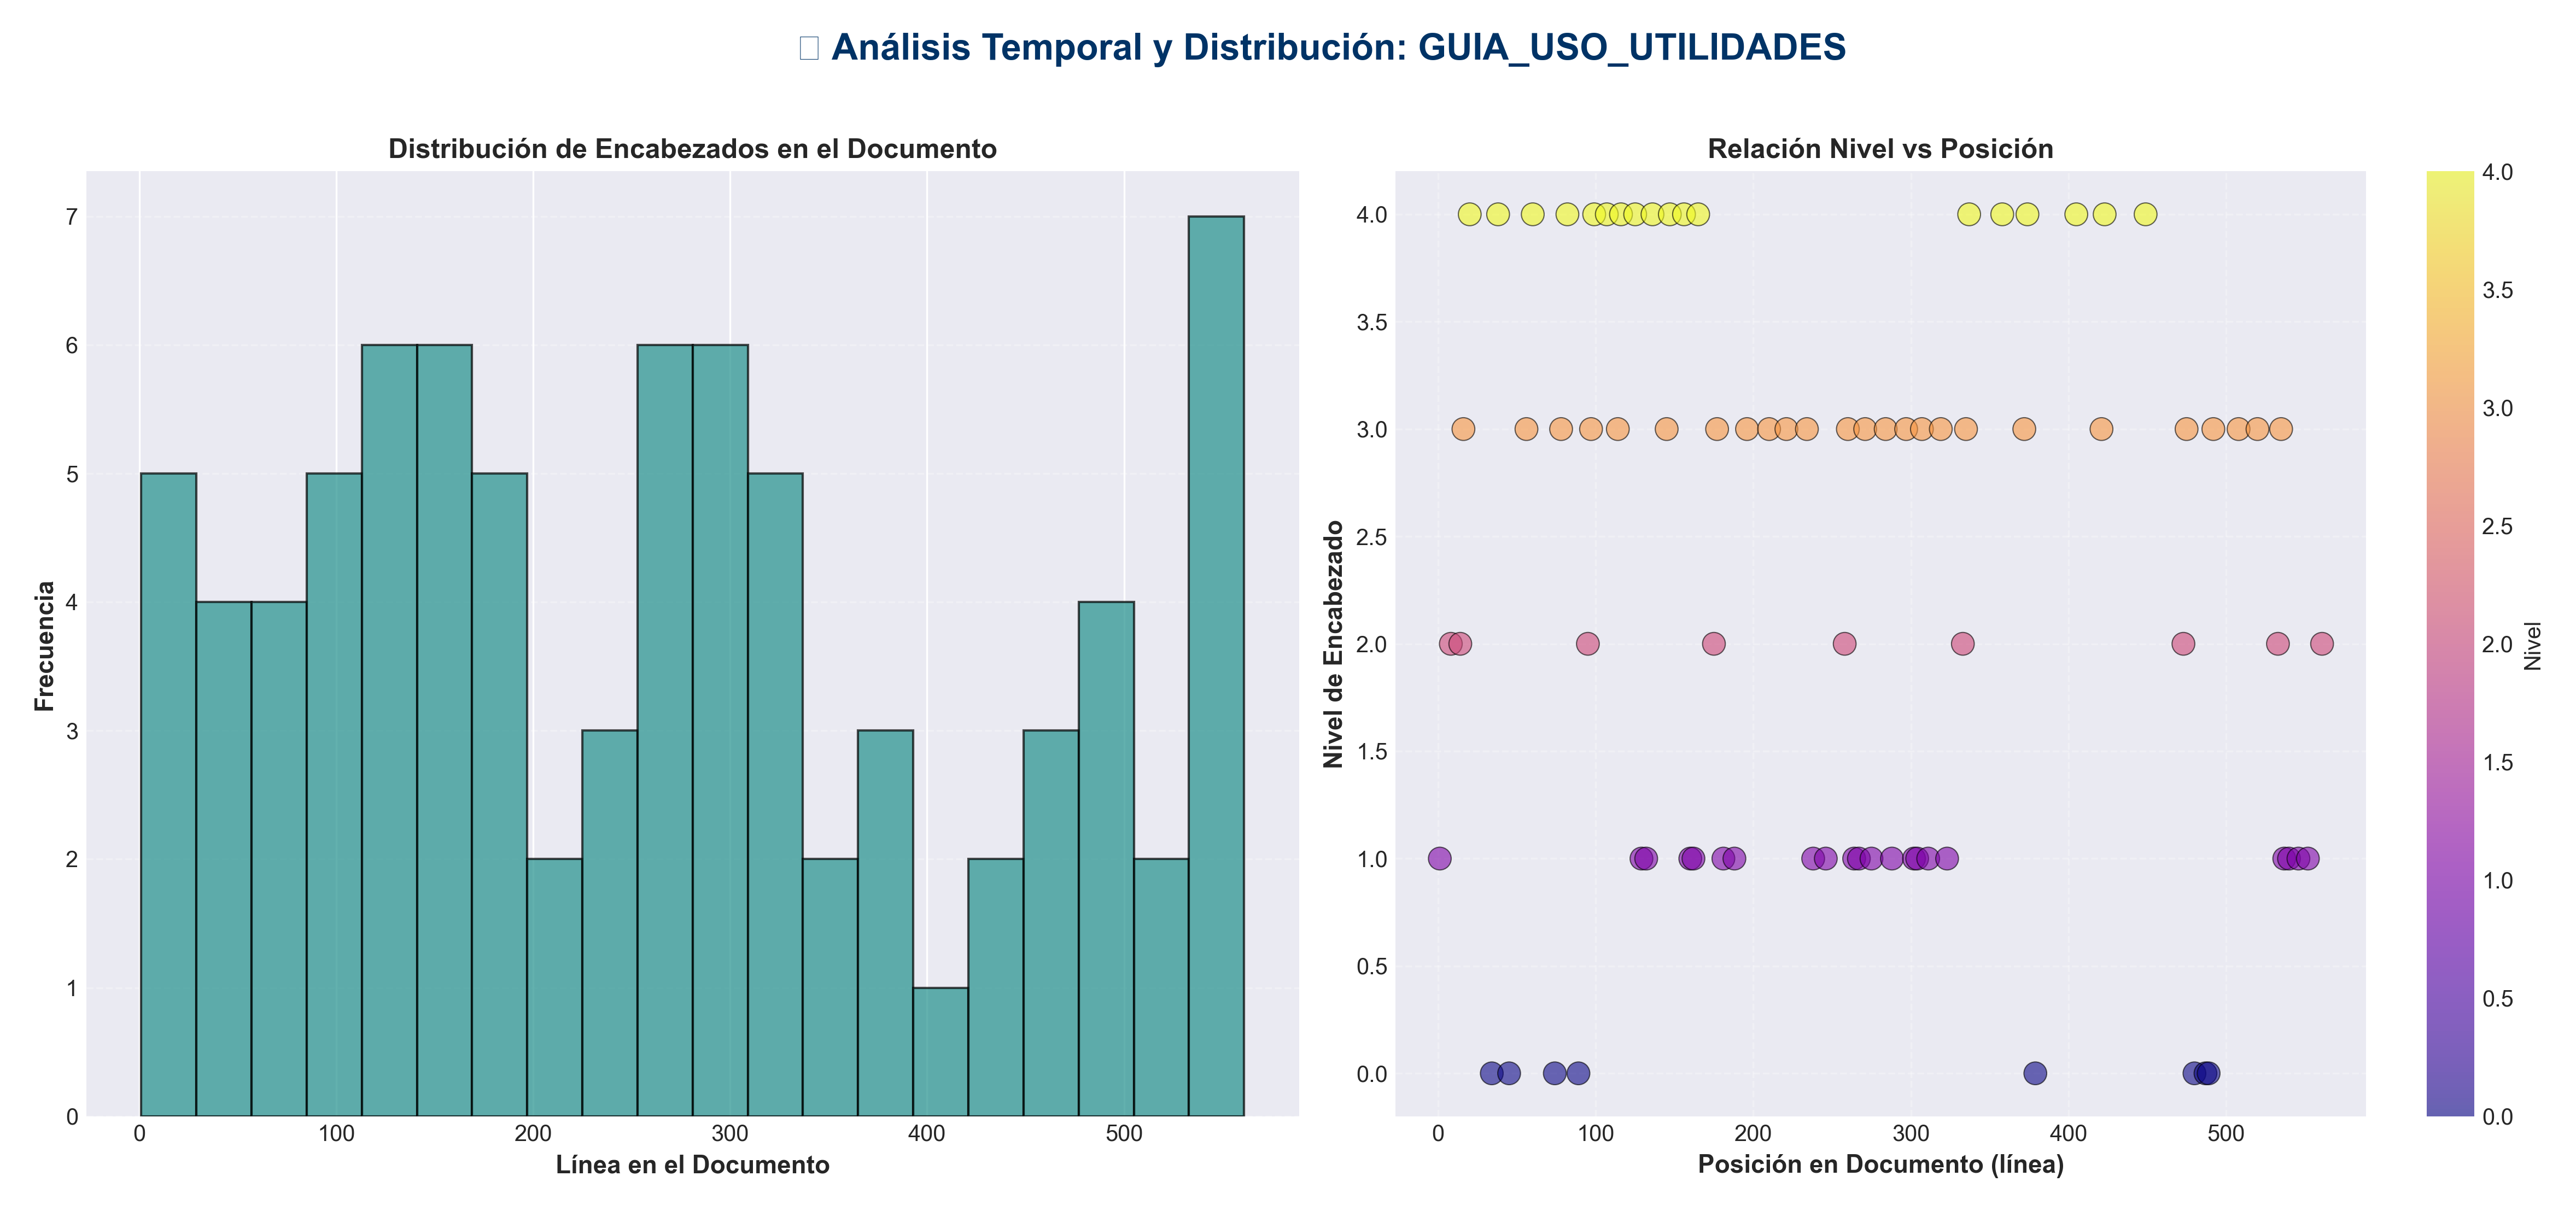 Análisis Temporal y Distribución: GUIA_USO_UTILIDADES
Distribución de Encabezados en el Documento
Frecuencia
7
6
5
4
3
2
1
0
0 100 200 300 400 500
Línea en el Documento
Relación Nivel vs Posición
Nivel de Encabezado
4.0
3.5
3.0
2.5
2.0
1.5
1.0
0.5
0.0
0 100 200 300 400 500
Posición en Documento (línea)
4.0
3.5
3.0
2.5
2.0
1.5
1.0
0.5
0.0
Nivel